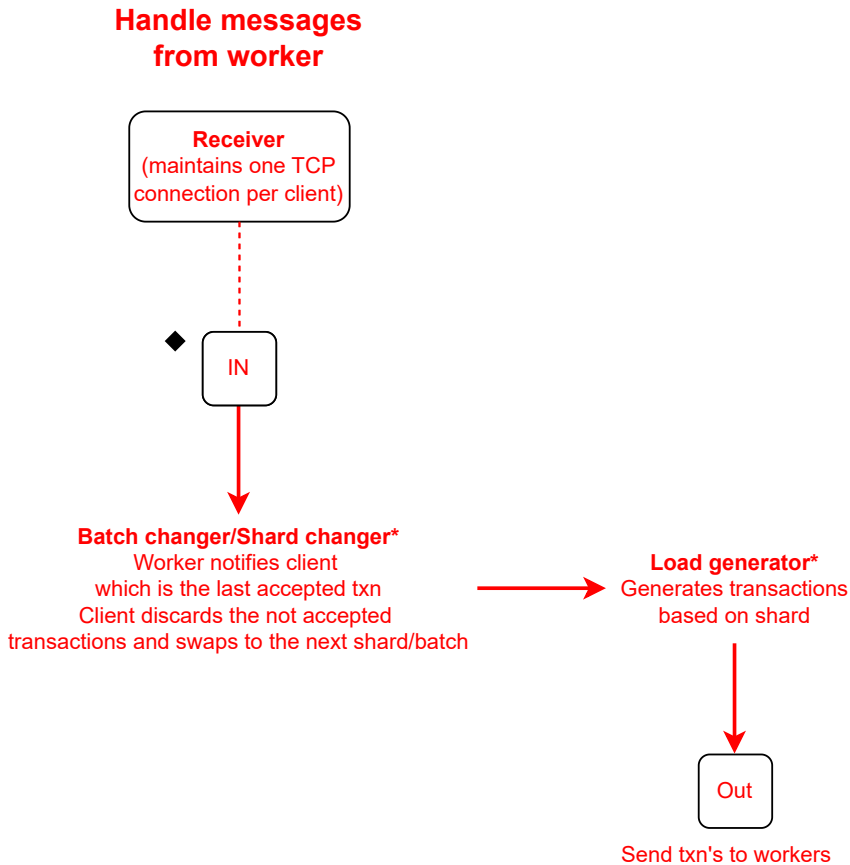 Handle messages
from worker
Receiver
(maintains one TCP
connection per client)
IN
Batch changer/Shard changer*
Worker notifies client
which is the last accepted txn
Client discards the not accepted
transactions and swaps to the next shard/batch
Load generator*
Generates transactions
based on shard
Out
Send txn's to workers